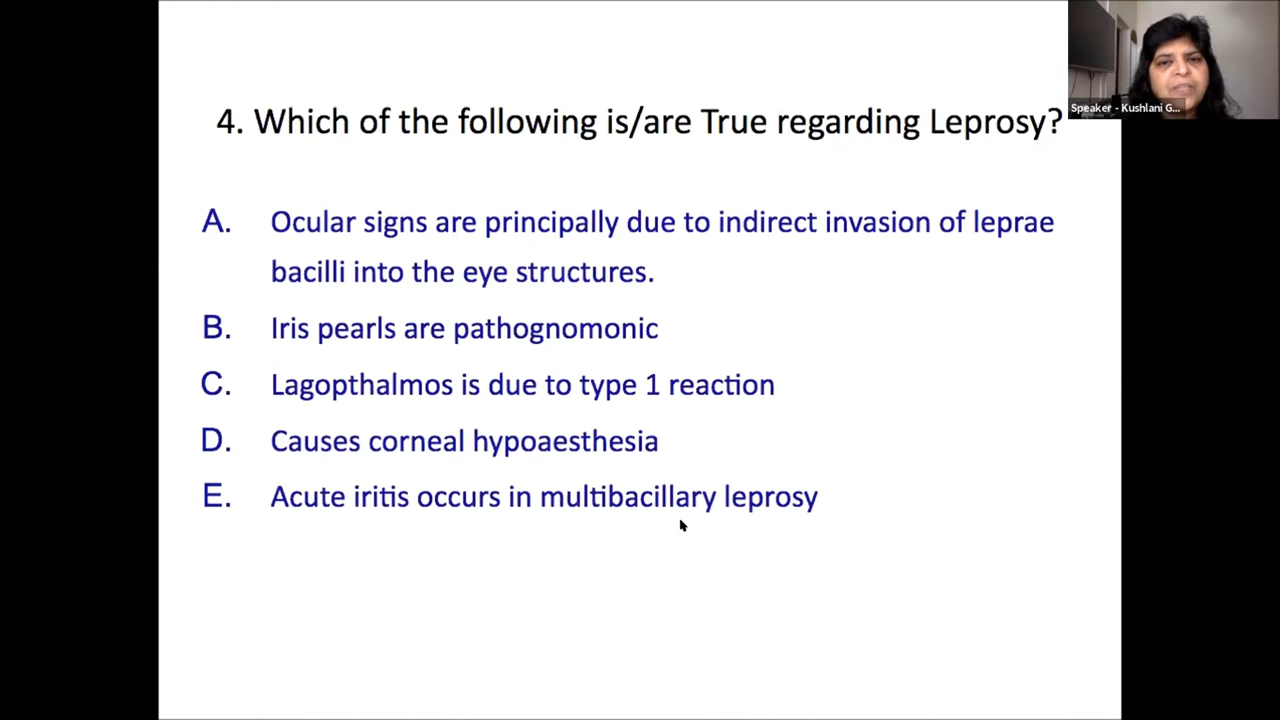 4. Which of the following is/are True regarding Leprosy?
A. Ocular signs are principally due to indirect invasion of leprae
bacilli into the eye structures.
B. Iris pearls are pathognomonic
C. Lagopthalmos is due to type 1 reaction
D. Causes corneal hypoaesthesia
E. Acute iritis occurs in multibacillary leprosy
Speaker - Kushlani G...